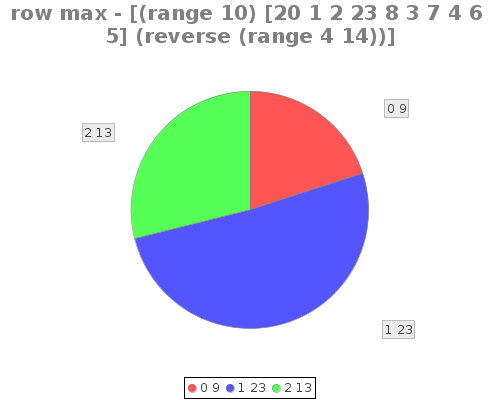 row max - [(range 10) [20 1 2 23 8 3 7 4 6
5] (reverse (range 4 14))]
0 9
2 13
1 23
0 9 1 23 2 13